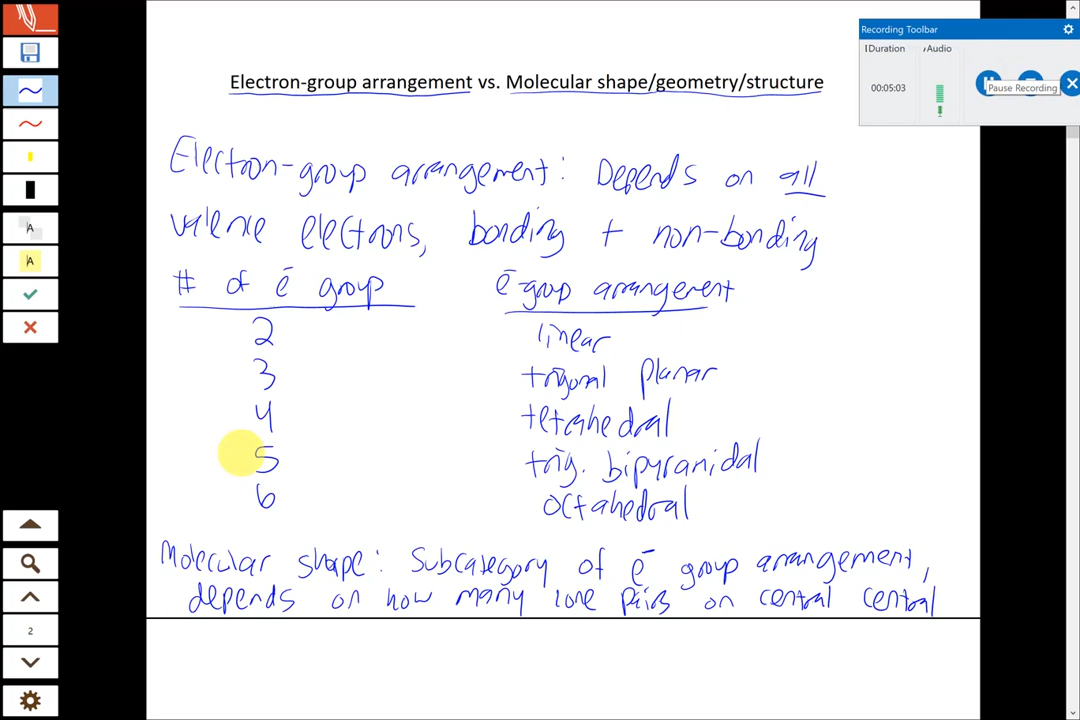 Recording Toolbar
Duration
Audio
00:05:03
Pause Recording
Electron-group arrangement vs. Molecular shape/geometry/structure
Electron-group arrangement: Depends on all
valence electrons, bonding + non-bonding
# of ē group ē group arrangement
2 linear
3 trigonal planar
4 tetahedral
5 trig. bipyramidal
6 octahedral
Molecular shape: Subcategory of ē group arrangement,
depends on how many lone pairs on central central
A
A
2